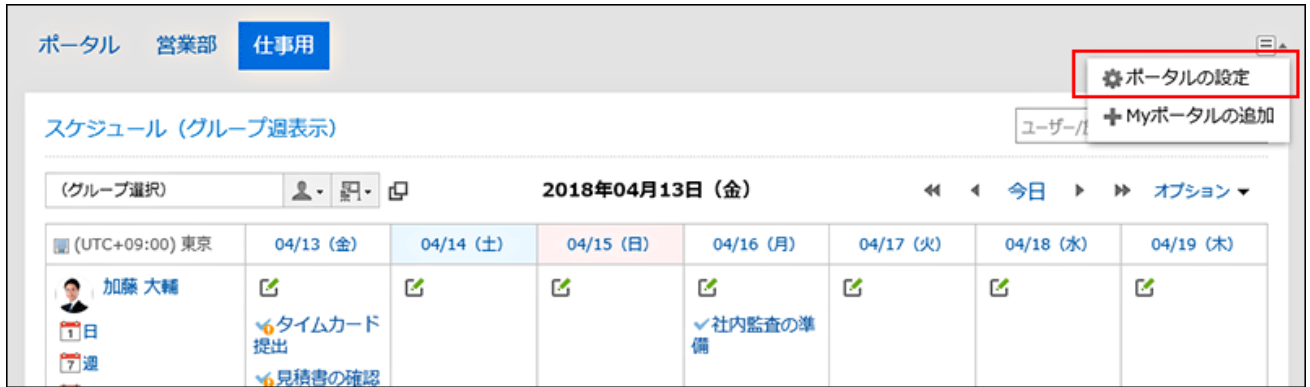 ポータル 営業部 仕事用
ポータルの設定
Myポータルの追加
スケジュール（グループ週表示）
ユーザー/
（グループ選択） 2018年04月13日（金） 今日 オプション
(UTC+09:00) 東京 04/13（金） 04/14（土） 04/15（日） 04/16（月） 04/17（火） 04/18（水） 04/19（木）
加藤 大輔
1 日
タイムカード
提出
社内監査の準
備
7 週
見積書の確認